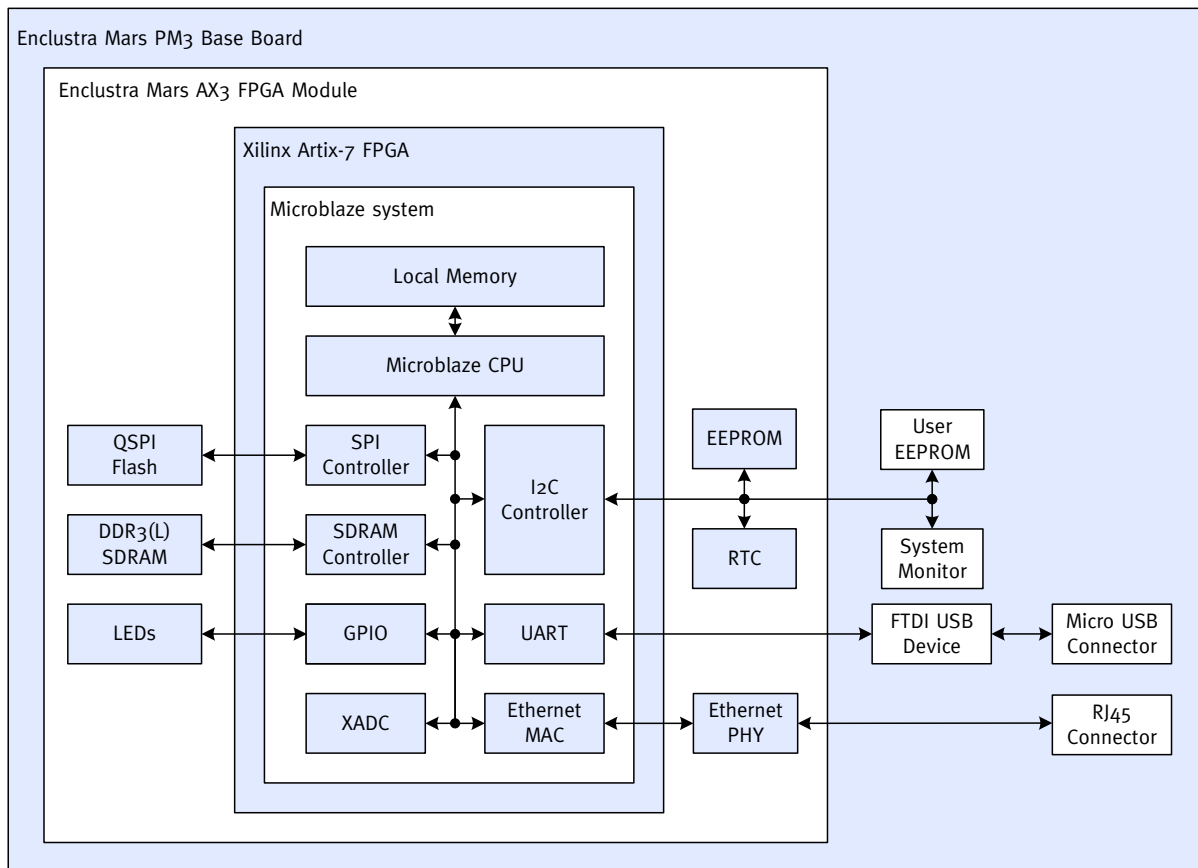 Enclustra Mars PM3 Base Board
Enclustra Mars AX3 FPGA Module
Xilinx Artix-7 FPGA
Microblaze system
Local Memory
Microblaze CPU
QSPI
Flash
SPI
Controller
I2C
Controller
EEPROM
User
EEPROM
DDR3(L)
SDRAM
SDRAM
Controller
RTC
System
Monitor
LEDs
GPIO
UART
FTDI USB
Device
Micro USB
Connector
XADC
Ethernet
MAC
Ethernet
PHY
RJ45
Connector